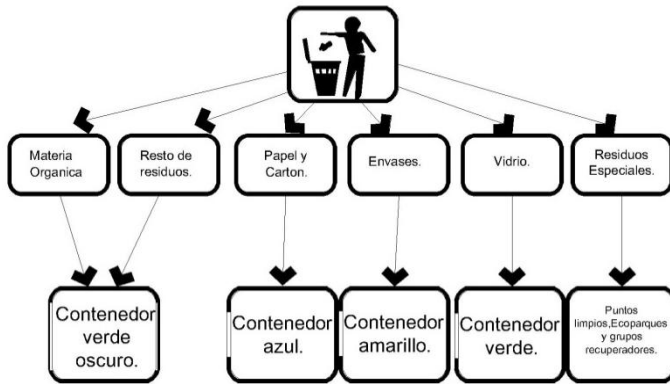 Materia
Organica
Resto de
residuos.
Papel y
Carton.
Envases.
Vidrio.
Residuos
Especiales.
Contenedor
verde
oscuro.
Contenedor
azul.
Contenedor
amarillo.
Contenedor
verde.
Puntos
limpios,Ecoparques
y grupos
recuperadores.